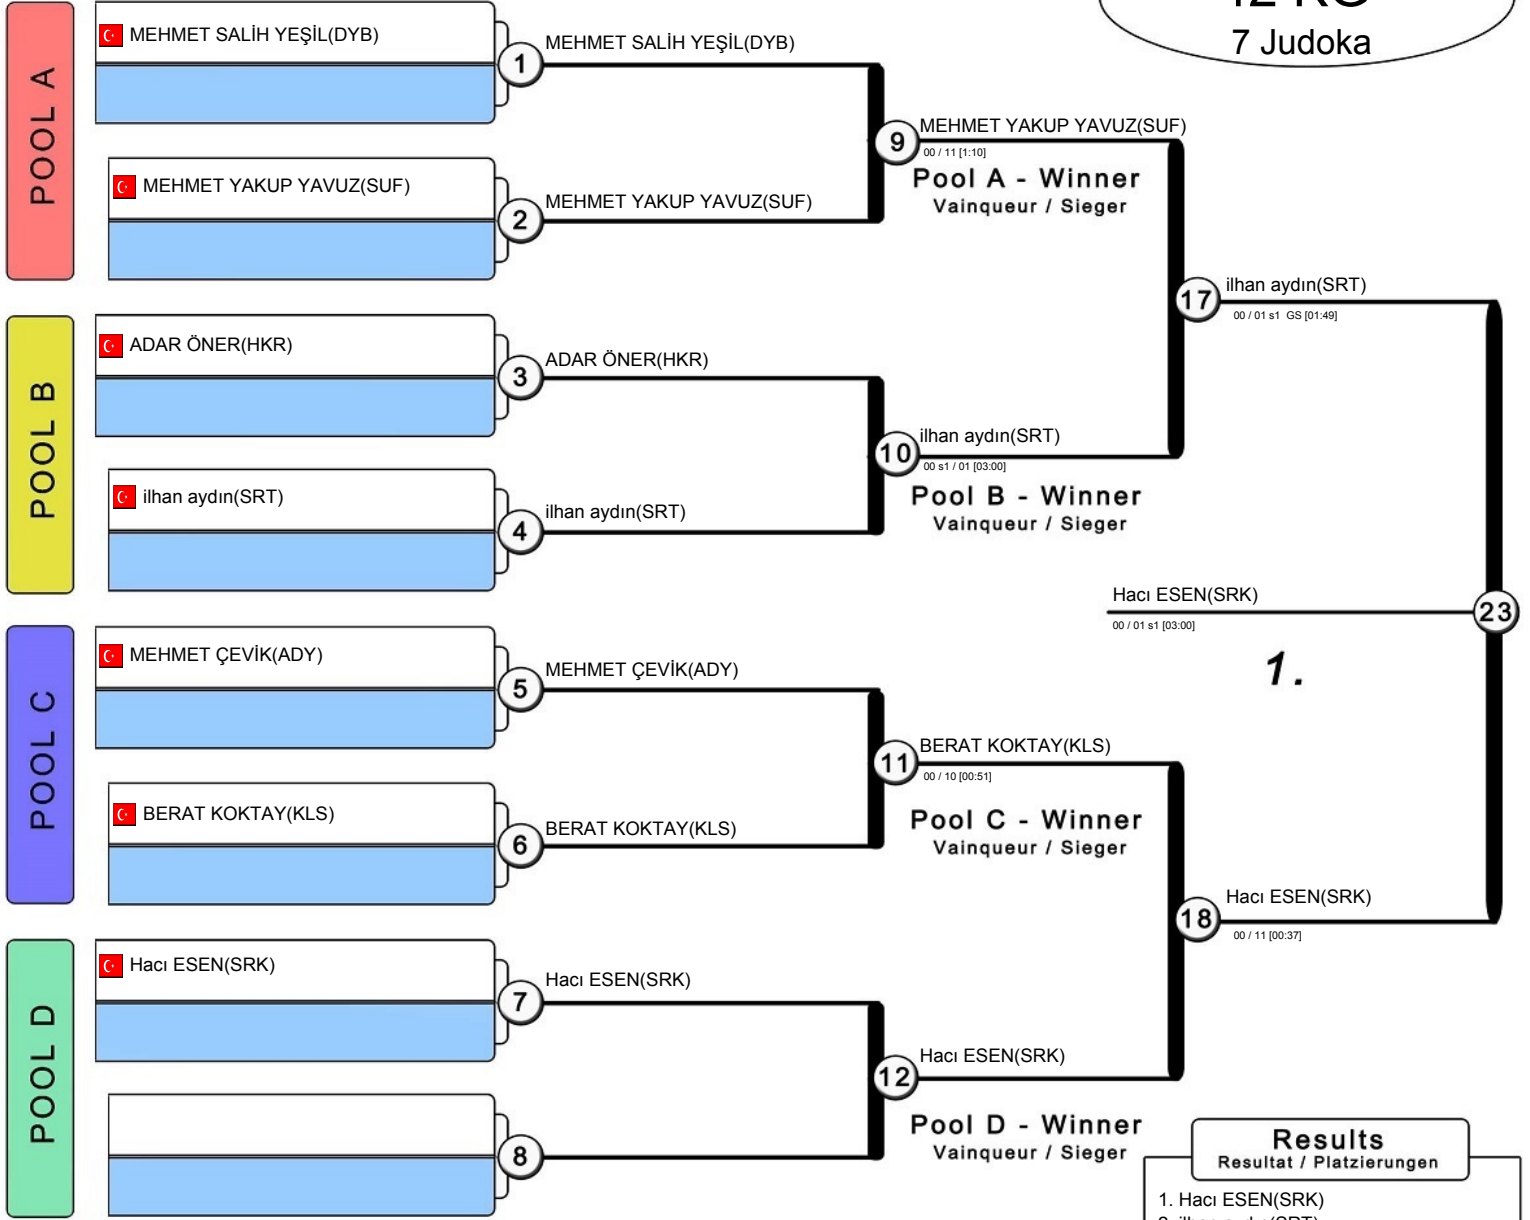 7 Judoka
POOL A
MEHMET SALİH YEŞİL(DYB)
1
MEHMET SALİH YEŞİL(DYB)
MEHMET YAKUP YAVUZ(SUF)
2
MEHMET YAKUP YAVUZ(SUF)
9
MEHMET YAKUP YAVUZ(SUF)
00 / 11 [1:10]
Pool A - Winner
Vainqueur / Sieger
POOL B
ADAR ÖNER(HKR)
3
ADAR ÖNER(HKR)
ilhan aydın(SRT)
4
ilhan aydın(SRT)
10
ilhan aydın(SRT)
00 s1 / 01 [03:00]
Pool B - Winner
Vainqueur / Sieger
17
ilhan aydın(SRT)
00 / 01 s1 GS [01:49]
Hacı ESEN(SRK)
00 / 01 s1 [03:00]
23
1.
POOL C
MEHMET ÇEVİK(ADY)
5
MEHMET ÇEVİK(ADY)
BERAT KOKTAY(KLS)
6
BERAT KOKTAY(KLS)
11
BERAT KOKTAY(KLS)
00 / 10 [00:51]
Pool C - Winner
Vainqueur / Sieger
18
Hacı ESEN(SRK)
00 / 11 [00:37]
POOL D
Hacı ESEN(SRK)
7
Hacı ESEN(SRK)
8
12
Hacı ESEN(SRK)
Pool D - Winner
Vainqueur / Sieger
Results
Resultat / Platzierungen
1. Hacı ESEN(SRK)
2. ilhan aydın(SRT)